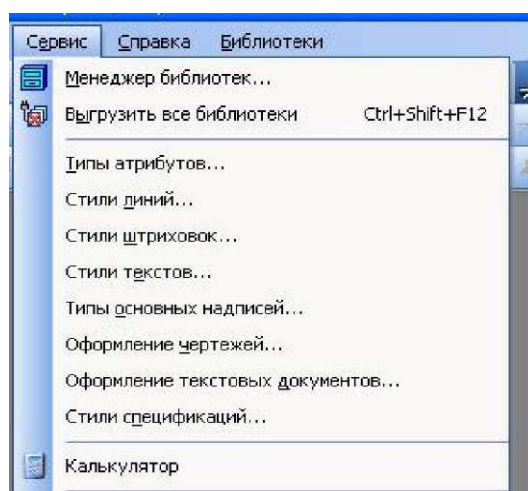 Сервис Справка Библиотеки
Менеджер библиотек...
Выгрузить все библиотеки Ctrl+Shift+F12
Типы атрибутов...
Стили линий...
Стили штриховок...
Стили текстов...
Типы основных надписей...
Оформление чертежей...
Оформление текстовых документов...
Стили спецификаций...
Калькулятор